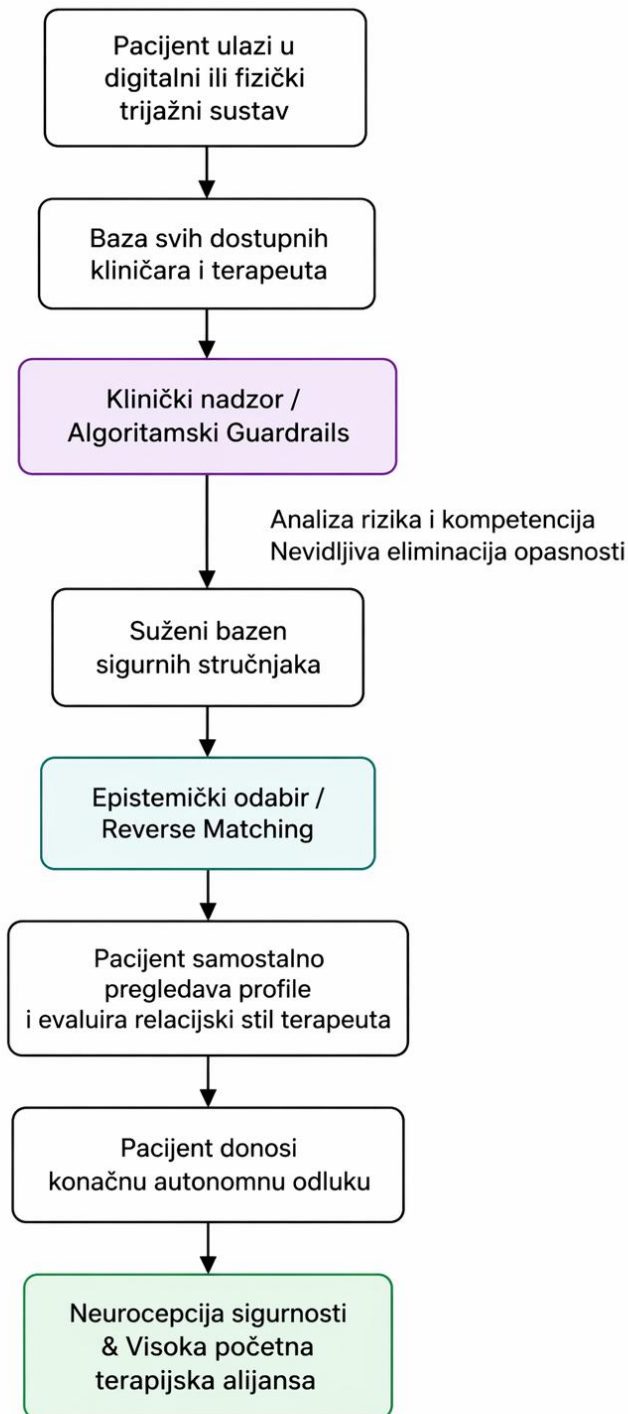 Pacijent ulazi u
digitalni ili fizički
trijažni sustav
Baza svih dostupnih
kliničara i terapeuta
Klinički nadzor /
Algoritamski Guardrails
Analiza rizika i kompetencija
Nevidljiva eliminacija opasnosti
Suženi bazen
sigurnih stručnjaka
Epistemički odabir /
Reverse Matching
Pacijent samostalno
pregledava profile
i evaluira relacijski stil terapeuta
Pacijent donosi
konačnu autonomnu odluku
Neurocepcija sigurnosti
& Visoka početna
terapijska alijansa